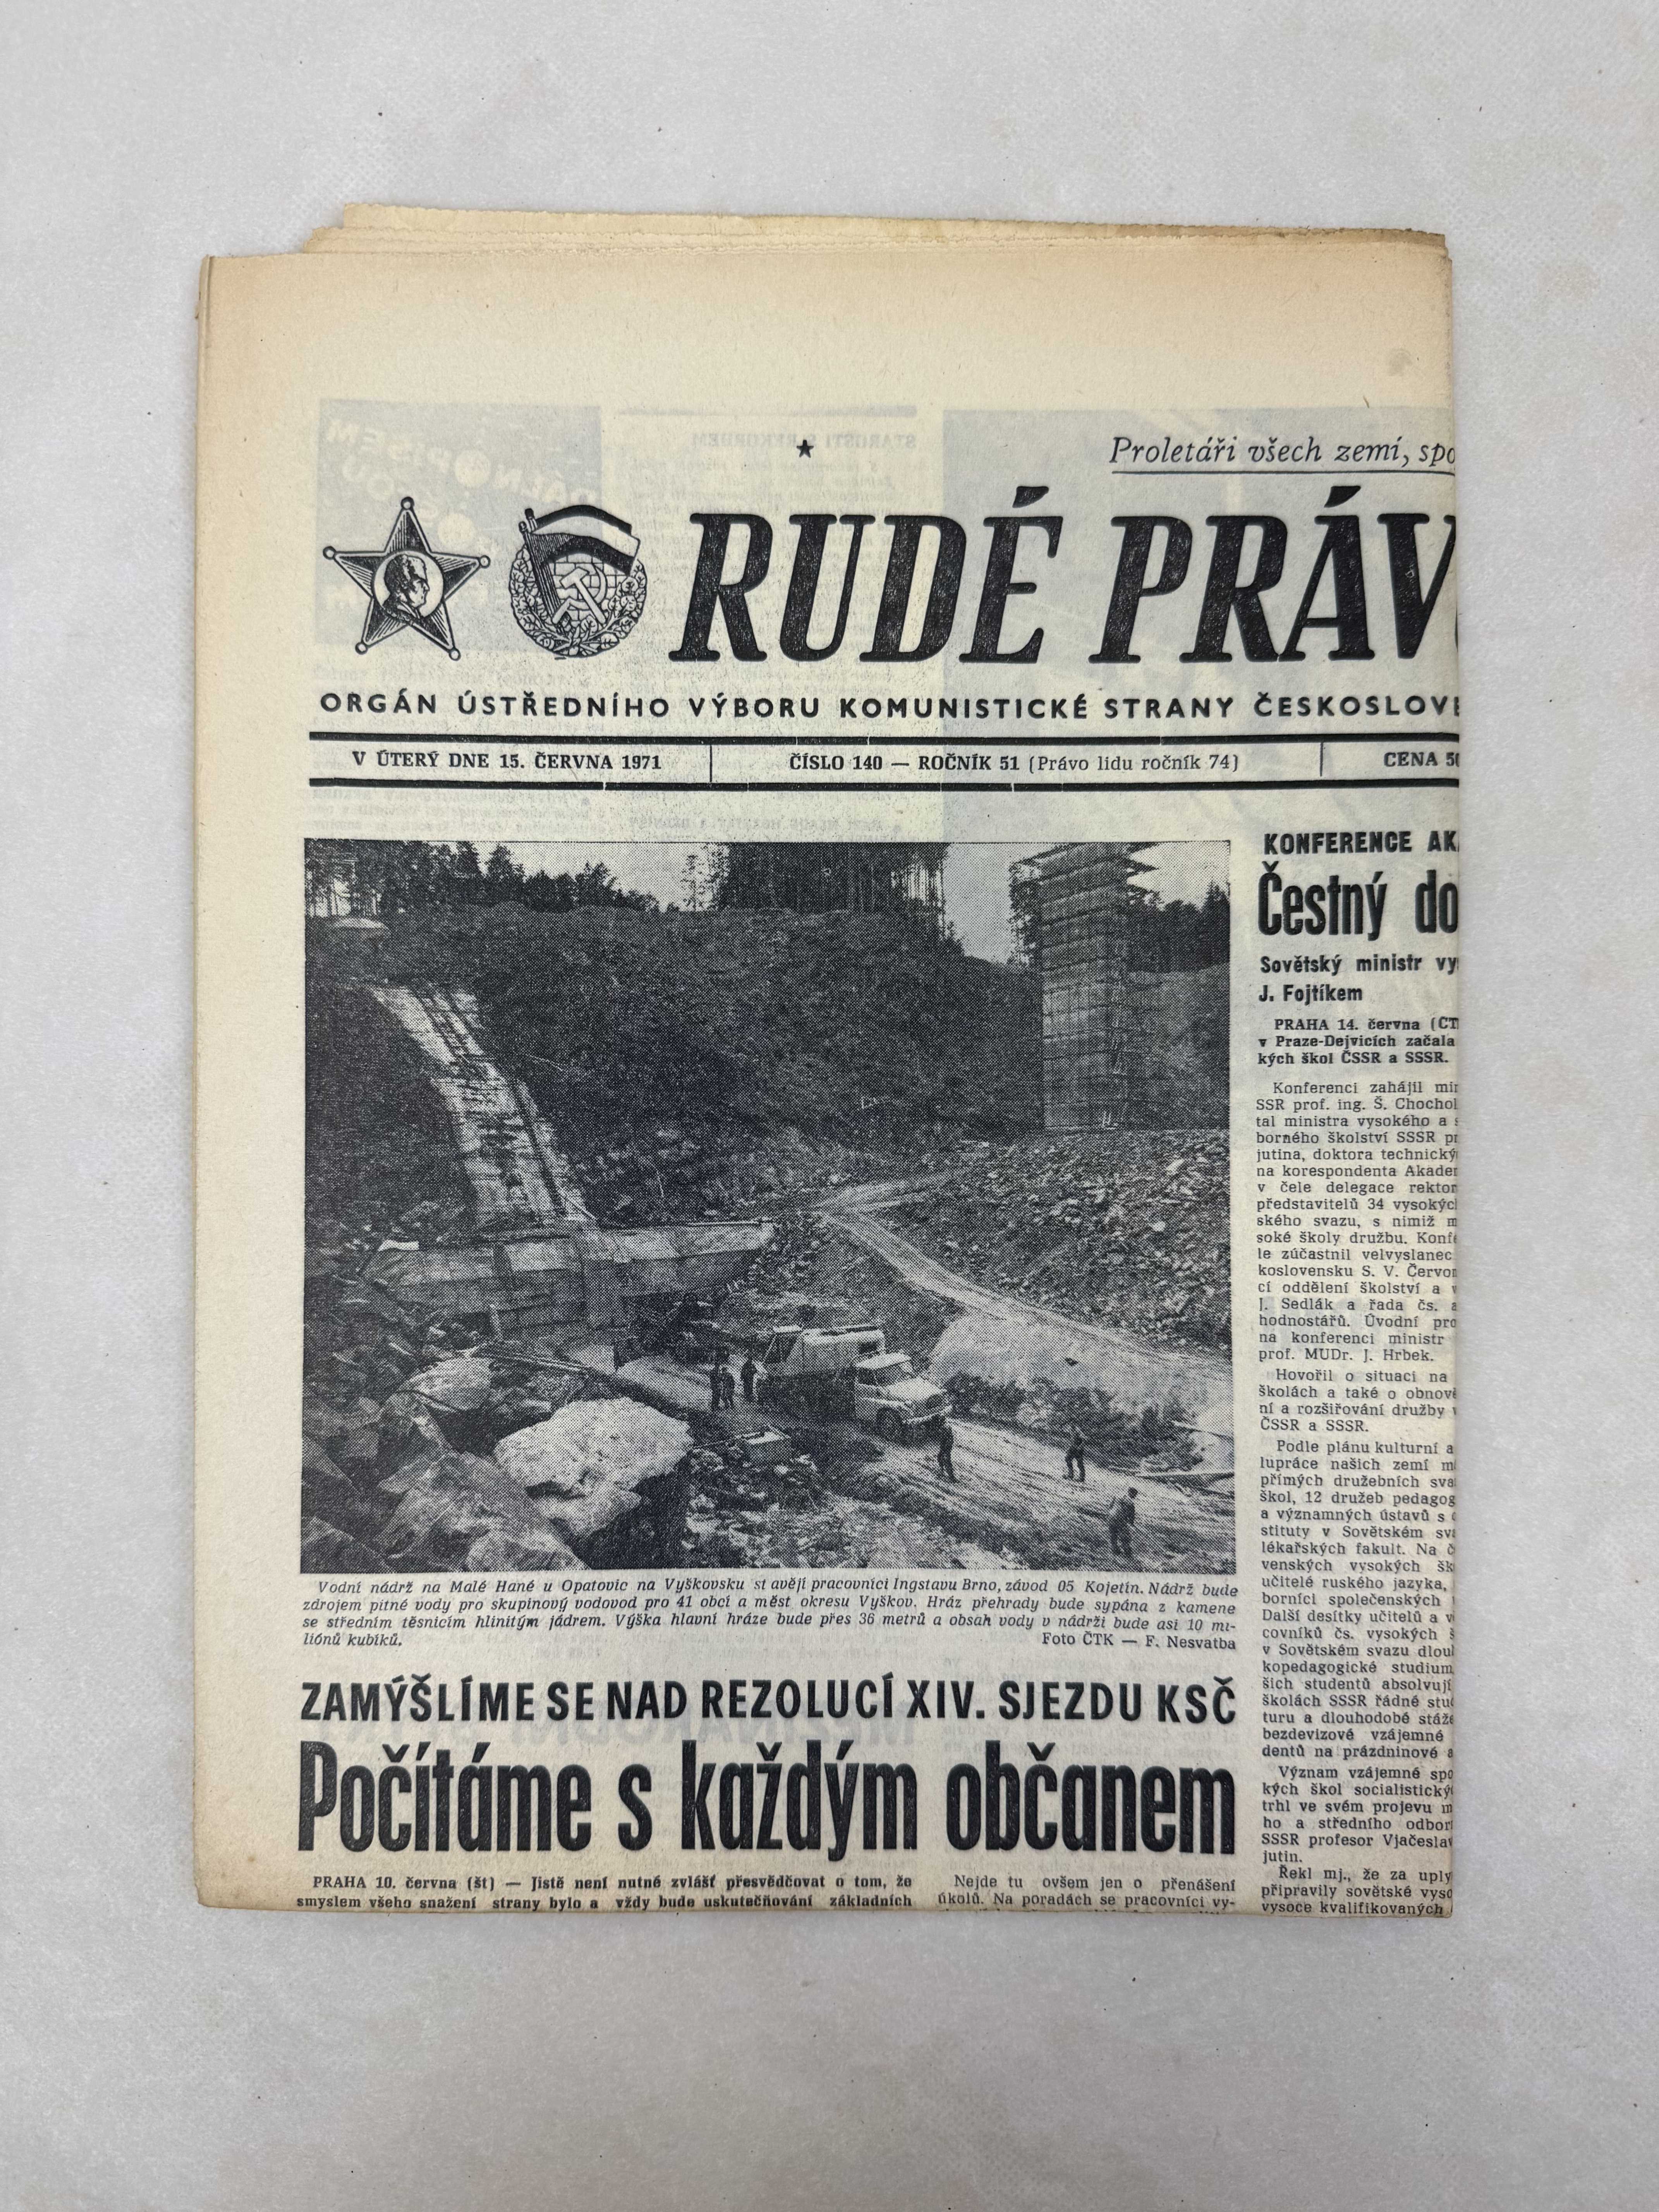 Proletáři všech zemí, spo
RUDÉ PRÁV
ORGÁN ÚSTŘEDNÍHO VÝBORU KOMUNISTICKÉ STRANY ČESKOSLOVE
V ÚTERÝ DNE 15. ČERVNA 1971
ČÍSLO 140 — ROČNÍK 51 (Právo lidu ročník 74)
CENA 50
Vodní nádrž na Malé Hané u Opatovic na Vyškovsku st avějí pracovníci Ingstavu Brno, závod 05 Kojetín. Nádrž bude
zdrojem pitné vody pro skupinový vodovod pro 41 obcí a měst okresu Vyškov. Hráz přehrady bude sypána z kamene
se středním těsnicím hlinitým jádrem. Výška hlavní hráze bude přes 36 metrů a obsah vody v nádrži bude asi 10 mi-
liónů kubíků.
Foto ČTK — F. Nesvatba
ZAMÝŠLÍME SE NAD REZOLUCÍ XIV. SJEZDU KSČ
Počítáme s každým občanem
PRAHA 10. června (št) — Jistě není nutné zvlášť přesvědčovat o tom, že
smyslem všeho snažení strany bylo a vždy bude uskutečňování základních
Nejde tu ovšem jen o přenášení
úkolů. Na poradách se pracovníci vy-
KONFERENCE AK
Čestný do
Sovětský ministr vy
J. Fojtíkem
PRAHA 14. června (ČT
v Praze-Dejvicích začala
kých škol ČSSR a SSSR.
Konferenci zahájil min
SSR prof. ing. Š. Chochol
tal ministra vysokého a s
borného školství SSSR pr
jutina, doktora technický
na korespondenta Akader
v čele delegace rektor
představitelů 34 vysokýc
ského svazu, s nimiž m
soké školy družbu. Konf
le zúčastnil velvyslanec
koslovensku S. V. Červon
cí oddělení školství a v
J. Sedlák a řada čs. a
hodnostářů. Úvodní pro
na konferenci ministr
prof. MUDr. J. Hrbek.
Hovořil o situaci na
školách a také o obnov
ní a rozšiřování družby v
ČSSR a SSSR.
Podle plánu kulturní a
lupráce našich zemí m
přímých družebních sva
škol, 12 družeb pedagog
a významných ústavů s
stituty v Sovětském sva
lékařských fakult. Na č
venských vysokých šk
učitelé ruského jazyka,
borníci společenských
Další desítky učitelů a v
covníků čs. vysokých š
v Sovětském svazu dlou
kopedagogické studium
šich studentů absolvují
školách SSSR řádné stu
turu a dlouhodobé stáž
bezdevizové vzájemné
dentů na prázdninové a
Význam vzájemné spo
kých škol socialistický
trhl ve svém projevu m
ho a středního odbor
SSSR profesor Vjačeslav
jutin.
Řekl mj., že za uply
připravily sovětské vyso
vysoce kvalifikovaných